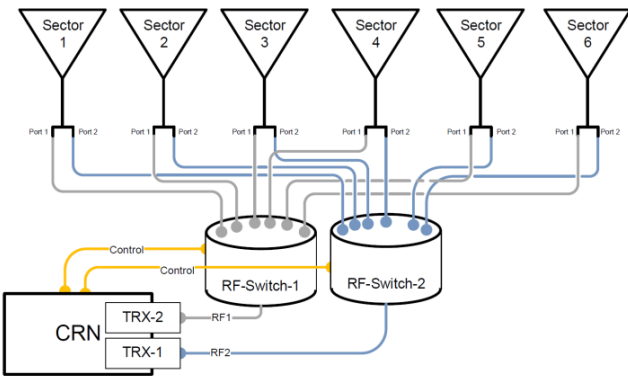 Sector
1
Sector
2
Sector
3
Sector
4
Sector
5
Sector
6
Port 1
Port 2
Port 1
Port 2
Port 1
Port 2
Port 1
Port 2
Port 1
Port 2
Port 1
Port 2
Control
Control
RF-Switch-1
RF-Switch-2
CRN
TRX-2
RF1
TRX-1
RF2